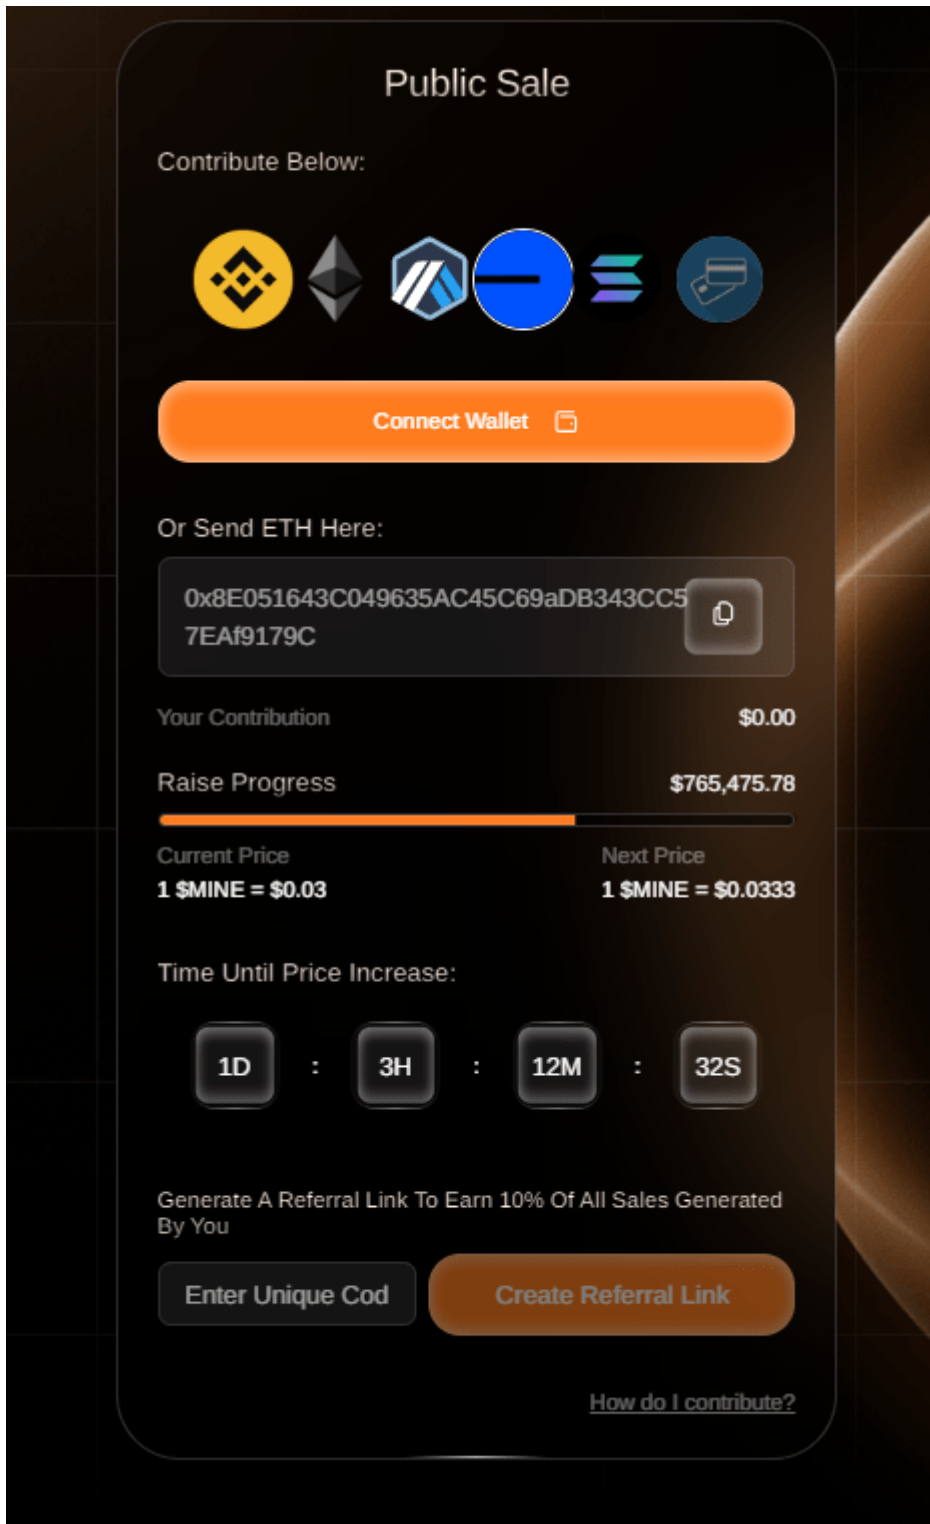 Public Sale
Contribute Below:
Connect Wallet
Or Send ETH Here:
0x8E051643C049635AC45C69aDB343CC5
7EAf9179C
Your Contribution $0.00
Raise Progress $765,475.78
Current Price Next Price
1 $MINE = $0.03 1 $MINE = $0.0333
Time Until Price Increase:
1D : 3H : 12M : 32S
Generate A Referral Link To Earn 10% Of All Sales Generated
By You
Enter Unique Cod Create Referral Link
How do I contribute?